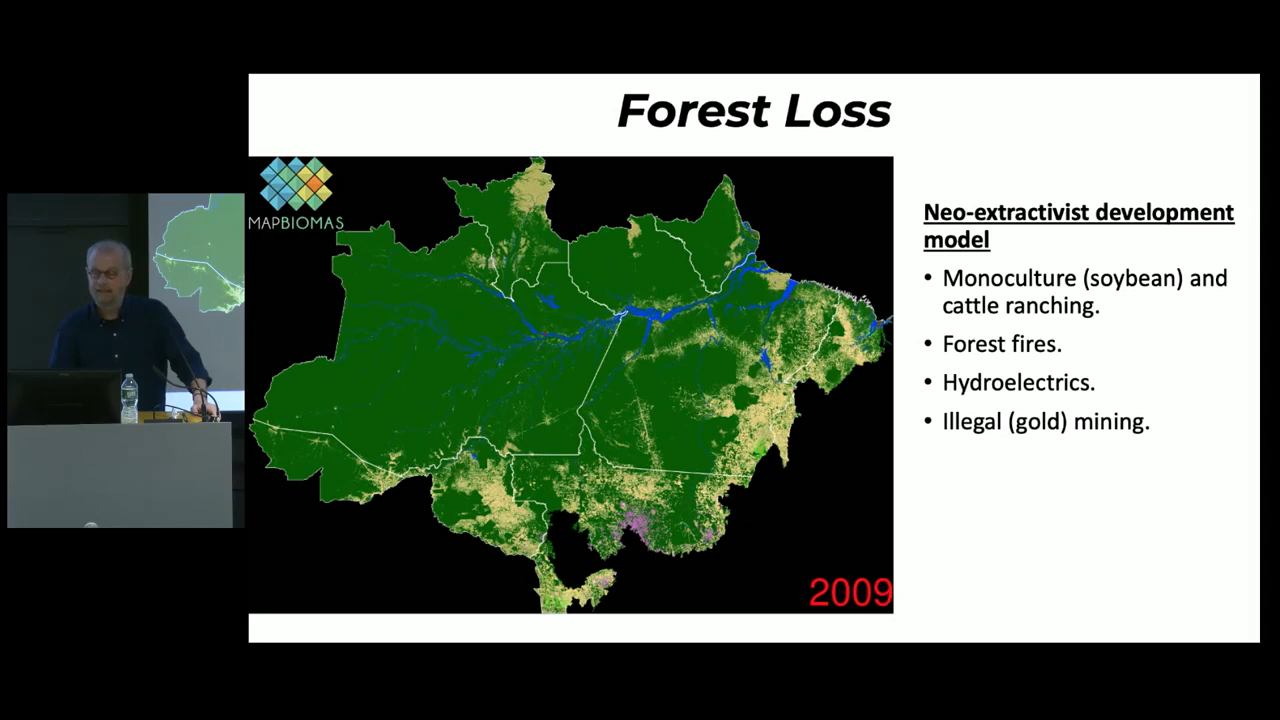 Forest Loss
MAPBIOMAS
Neo-extractivist development
model
• Monoculture (soybean) and
cattle ranching.
• Forest fires.
• Hydroelectrics.
• Illegal (gold) mining.
2009